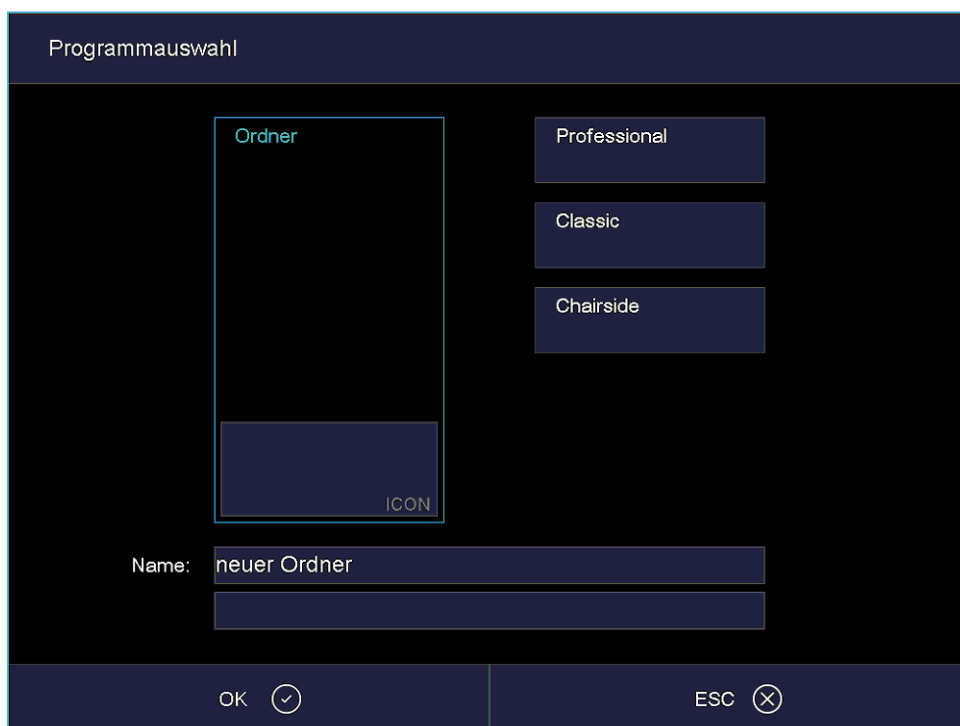 Programmauswahl
Ordner
ICON
Professional
Classic
Chairside
Name: neuer Ordner
OK
ESC